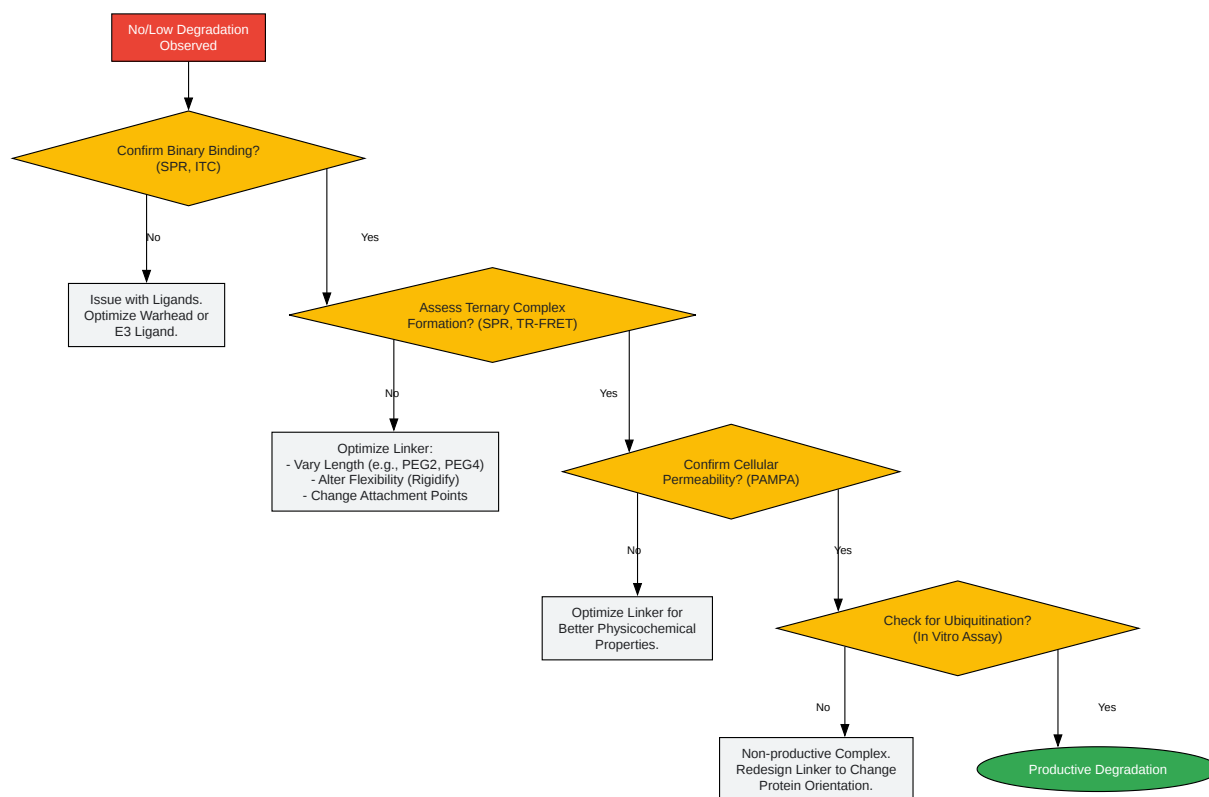 No/Low Degradation
Observed
Confirm Binary Binding?
(SPR, ITC)
No
Yes
Issue with Ligands.
Optimize Warhead or
E3 Ligand.
Assess Ternary Complex
Formation? (SPR, TR-FRET)
No
Yes
Optimize Linker:
- Vary Length (e.g., PEG2, PEG4)
- Alter Flexibility (Rigidify)
- Change Attachment Points
Confirm Cellular
Permeability? (PAMPA)
No
Yes
Optimize Linker for
Better Physicochemical
Properties.
Check for Ubiquitination?
(In Vitro Assay)
No
Yes
Non-productive Complex.
Redesign Linker to Change
Protein Orientation.
Productive Degradation